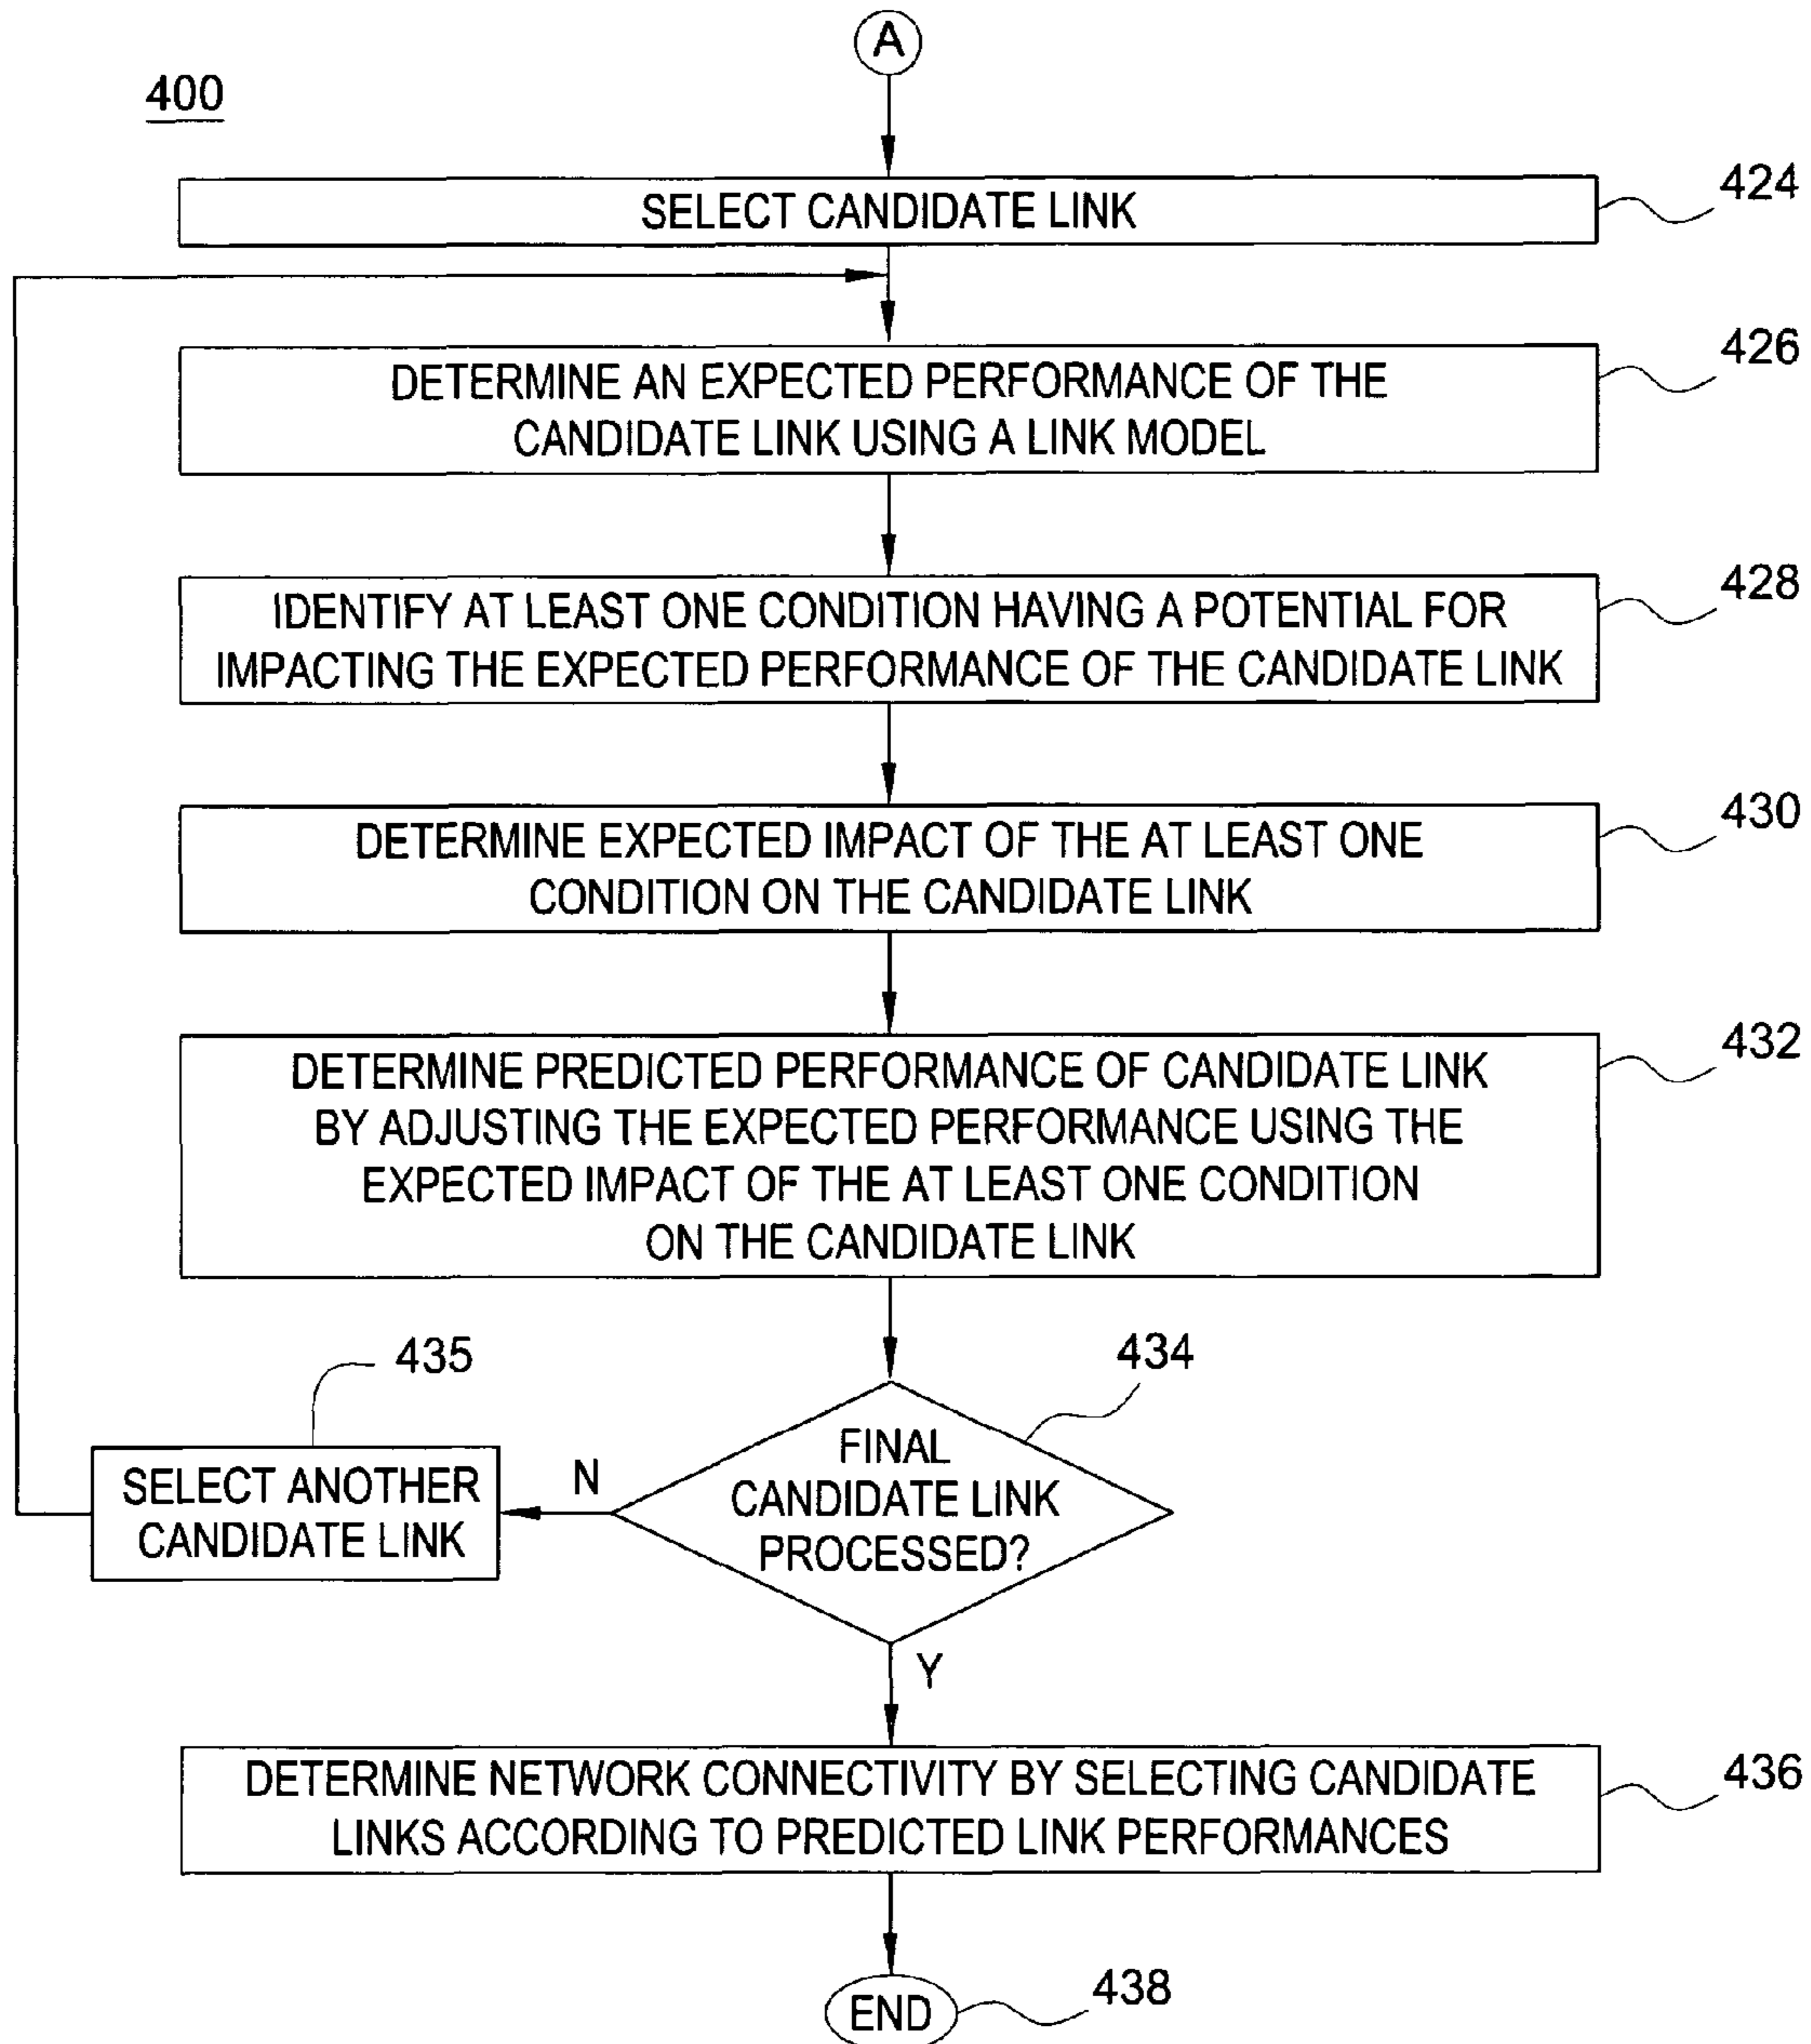 A
400
SELECT CANDIDATE LINK
424
DETERMINE AN EXPECTED PERFORMANCE OF THE
CANDIDATE LINK USING A LINK MODEL
426
IDENTIFY AT LEAST ONE CONDITION HAVING A POTENTIAL FOR
IMPACTING THE EXPECTED PERFORMANCE OF THE CANDIDATE LINK
428
DETERMINE EXPECTED IMPACT OF THE AT LEAST ONE
CONDITION ON THE CANDIDATE LINK
430
DETERMINE PREDICTED PERFORMANCE OF CANDIDATE LINK
BY ADJUSTING THE EXPECTED PERFORMANCE USING THE
EXPECTED IMPACT OF THE AT LEAST ONE CONDITION
ON THE CANDIDATE LINK
432
435
434
SELECT ANOTHER
CANDIDATE LINK
N
FINAL
CANDIDATE LINK
PROCESSED?
Y
DETERMINE NETWORK CONNECTIVITY BY SELECTING CANDIDATE
LINKS ACCORDING TO PREDICTED LINK PERFORMANCES
436
END
438